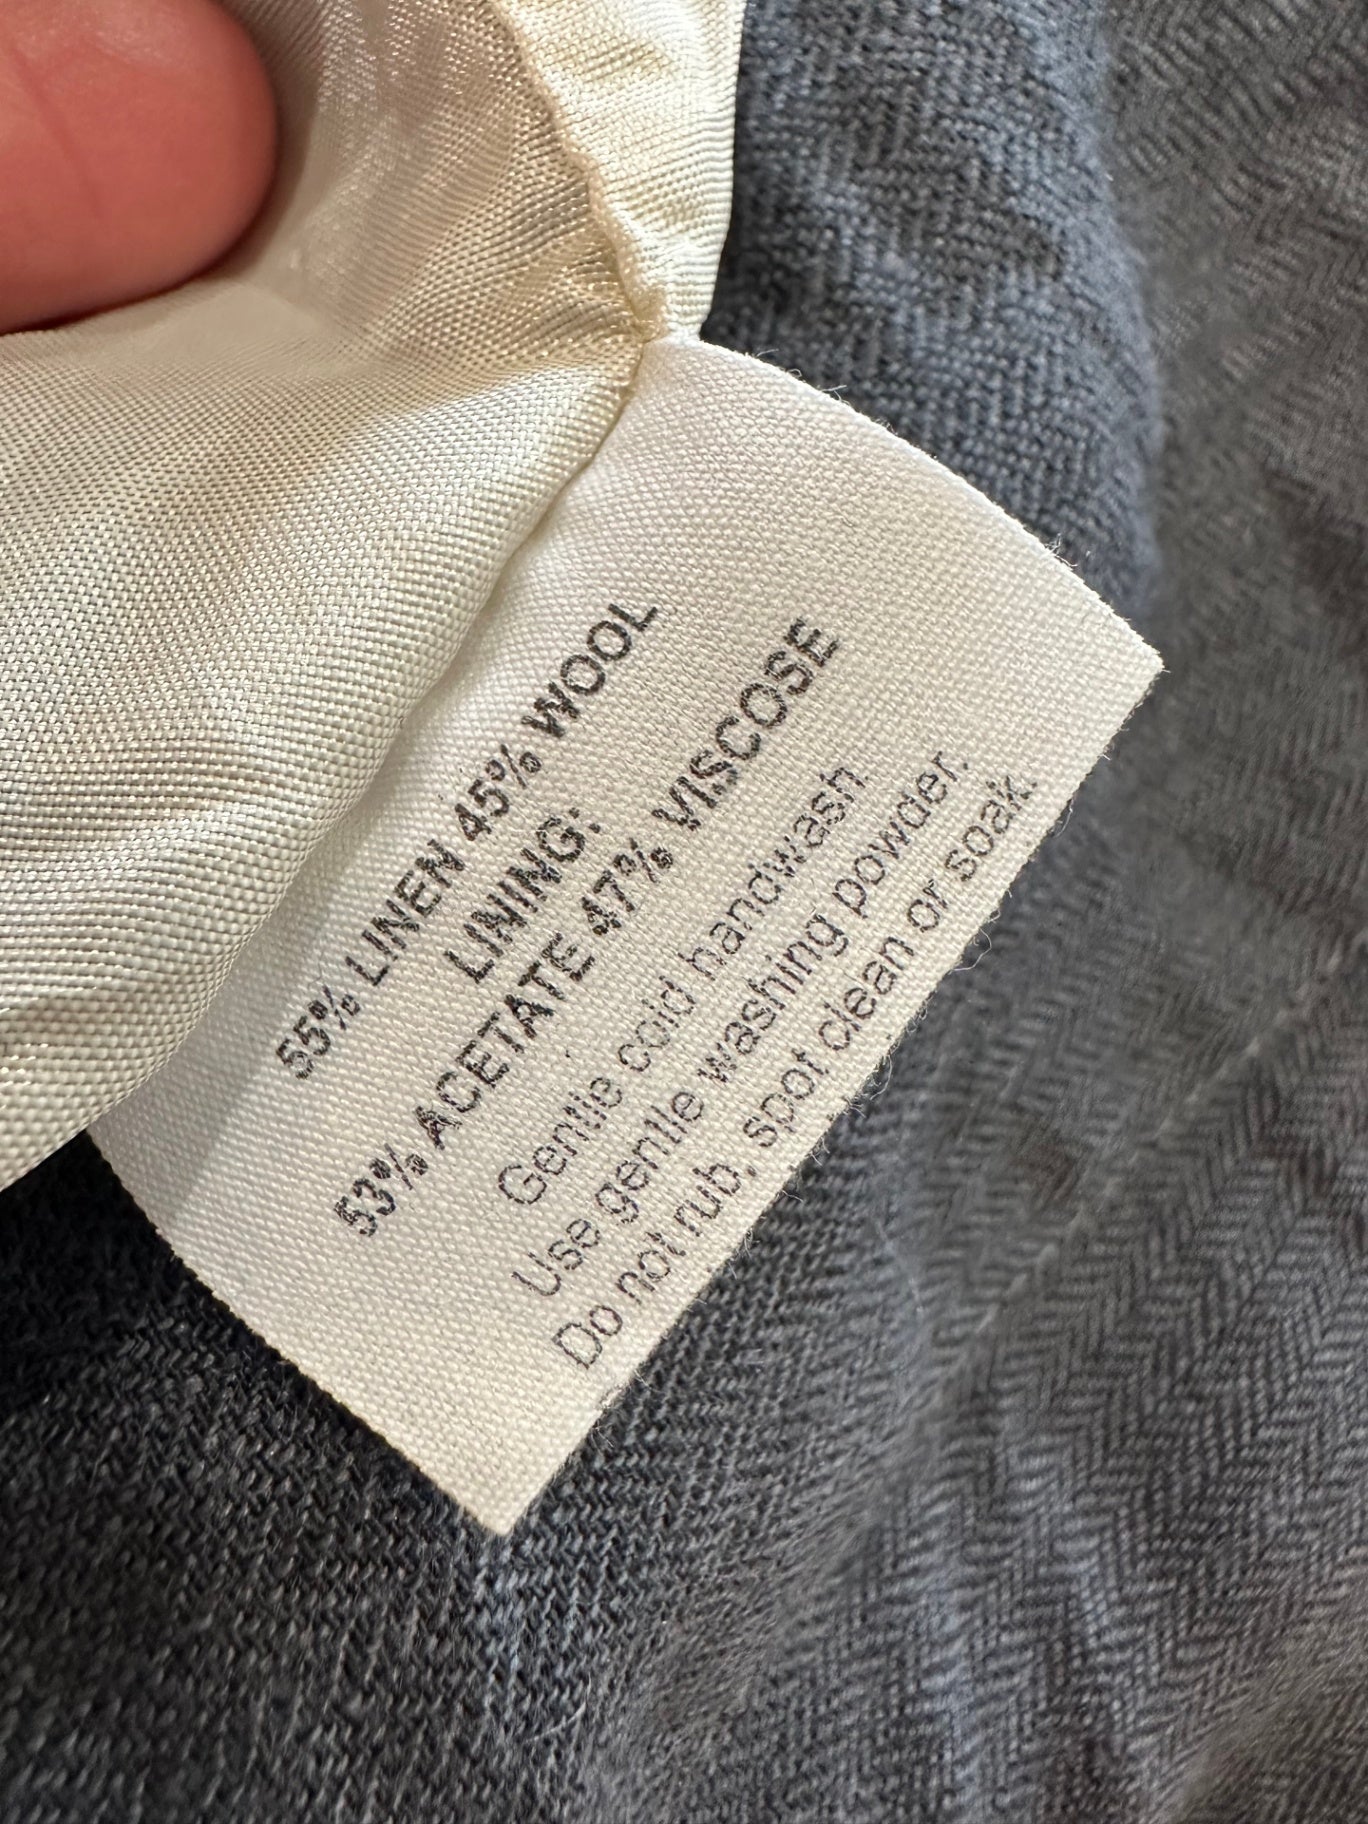 55% LINEN 45% WOOL
LINING:
53% ACETATE 47% VISCOSE
Gentle cold handwash
Use gentle washing powder.
Do not rub. spot clean or soak.